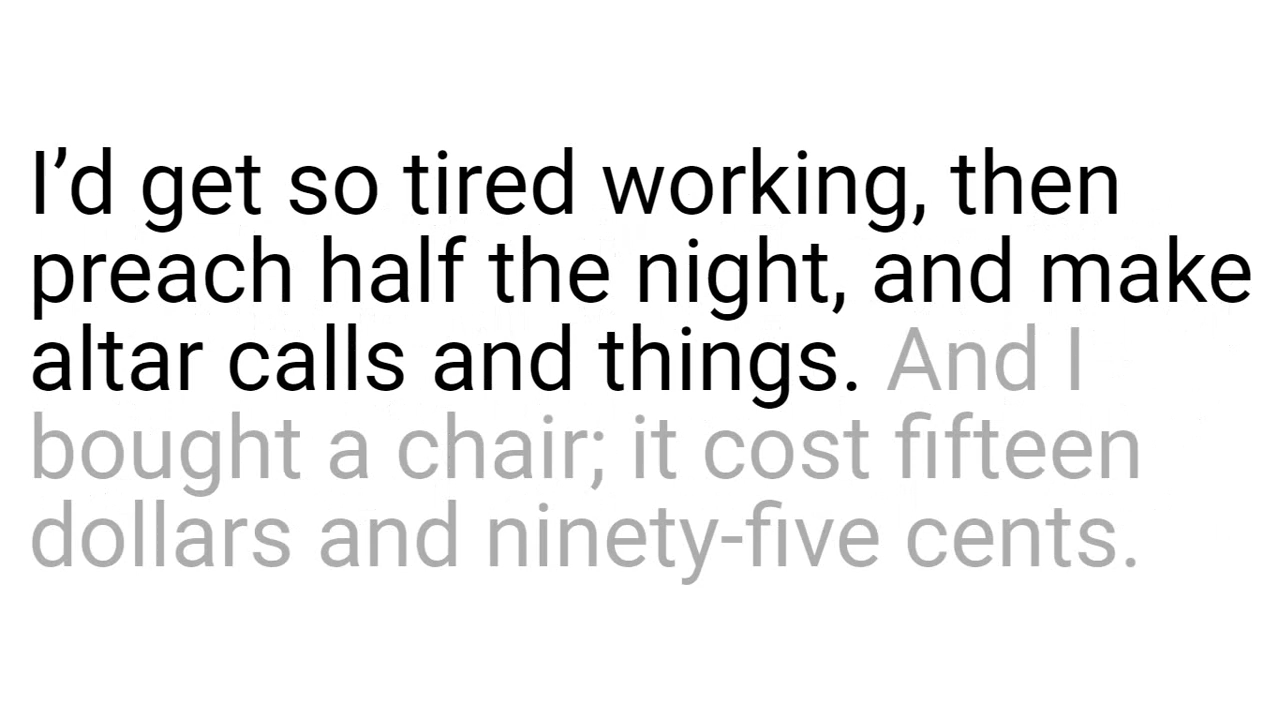 I’d get so tired working, then
preach half the night, and make
altar calls and things. And I
bought a chair; it cost fifteen
dollars and ninety-five cents.